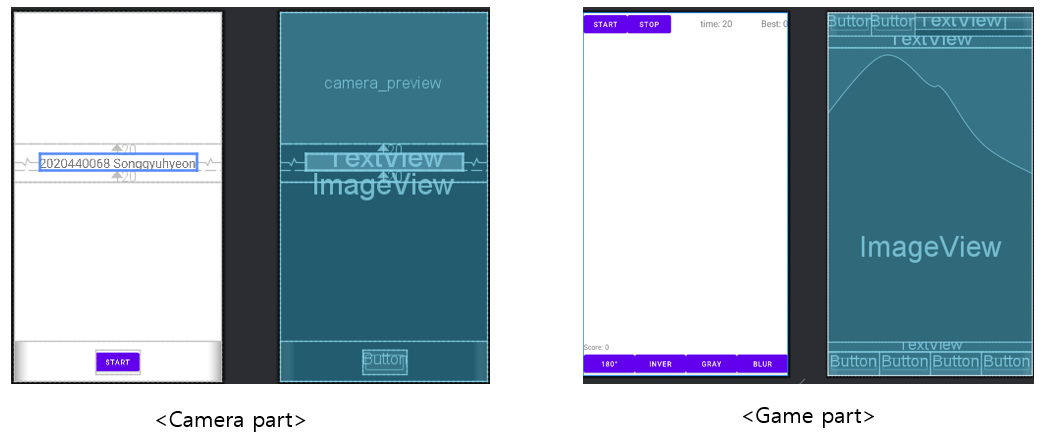 camera_preview
20
2020440068 Songgyuhyeon
20
20
TextView
20
ImageView
START
Button
<Camera part>
START STOP time: 20 Best: 0
Button Button TextView
TextView
ImageView
Score: 0
180° INVER GRAY BLUR
TextView
Button Button Button Button
<Game part>